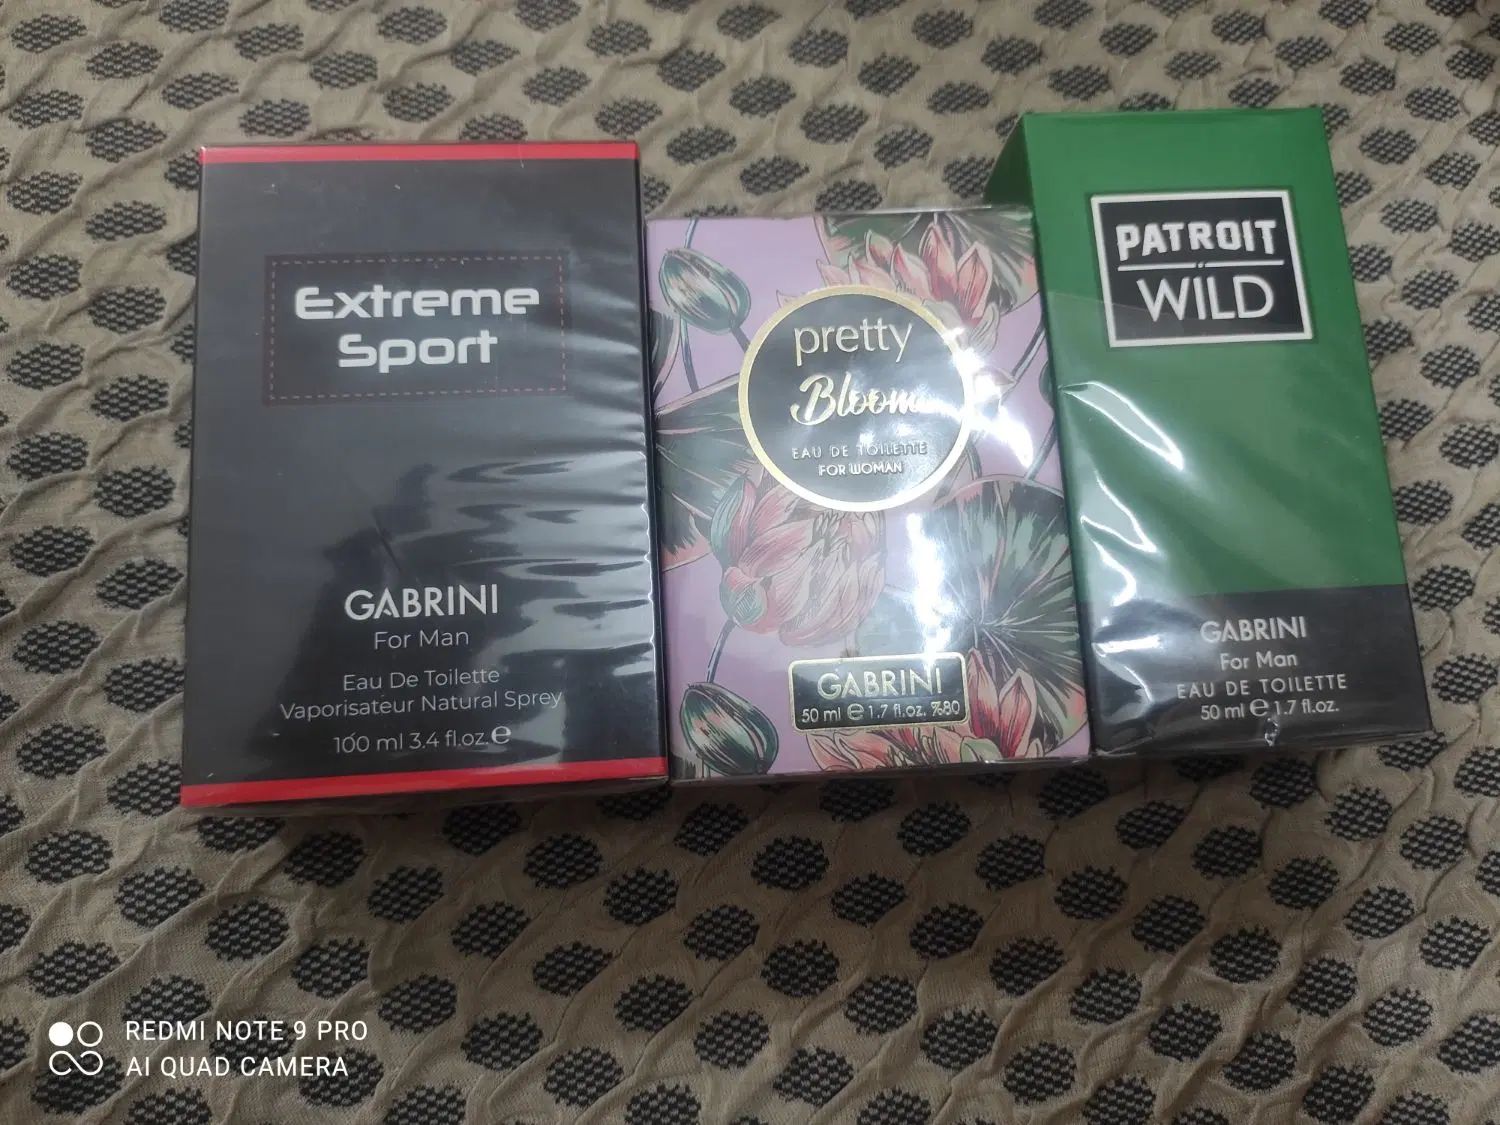 Extreme
Sport
GABRINI
For Man
Eau De Toilette
Vaporisateur Natural Sprey
100 ml 3.4 fl.oz.e
pretty
Bloom
EAU DE TOILETTE
FOR WOMAN
GABRINI
50 ml e 1.7 fl.oz. %80
PATROIT
WILD
GABRINI
For Man
EAU DE TOILETTE
50 ml e 1.7 fl.oz.
REDMI NOTE 9 PRO
AI QUAD CAMERA